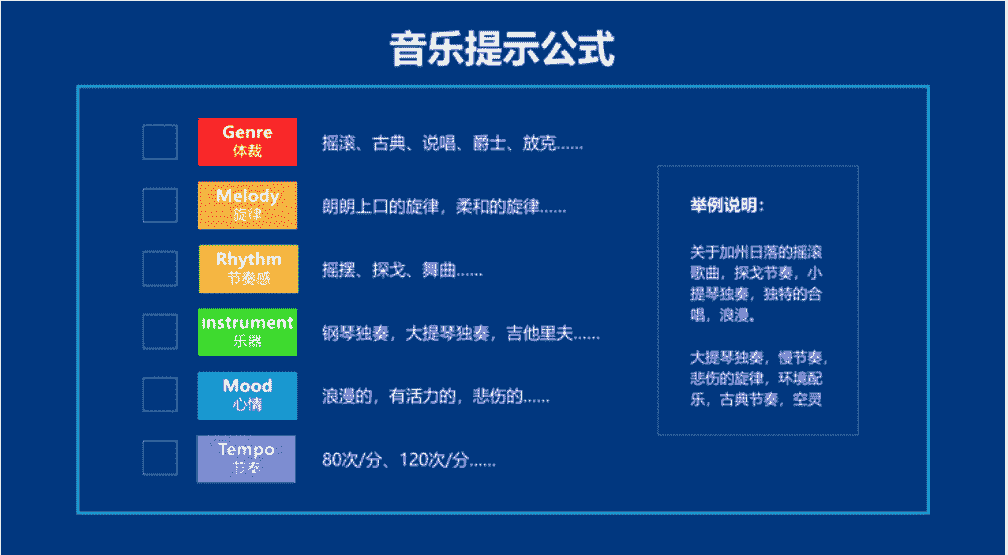 音乐提示公式
Genre
体裁
摇滚、古典、说唱、爵士、放克......
Melody
旋律
朗朗上口的旋律，柔和的旋律......
Rhythm
节奏感
摇摆、探戈、舞曲......
Instrument
乐器
钢琴独奏，大提琴独奏，吉他里夫......
Mood
心情
浪漫的，有活力的，悲伤的......
Tempo
节奏
80次/分、120次/分......
举例说明：
关于加州日落的摇滚
歌曲，探戈节奏，小
提琴独奏，独特的合
唱，浪漫。
大提琴独奏，慢节奏，
悲伤的旋律，环境配
乐，古典节奏，空灵